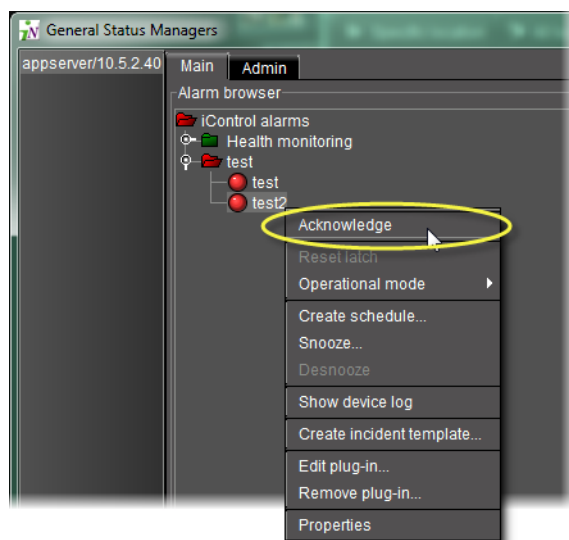 General Status Managers
appserver/10.5.2.40
Main
Admin
Alarm browser
iControl alarms
Health monitoring
test
test
test2
Acknowledge
Reset latch
Operational mode
Create schedule...
Snooze...
Desnooze
Show device log
Create incident template...
Edit plug-in...
Remove plug-in...
Properties